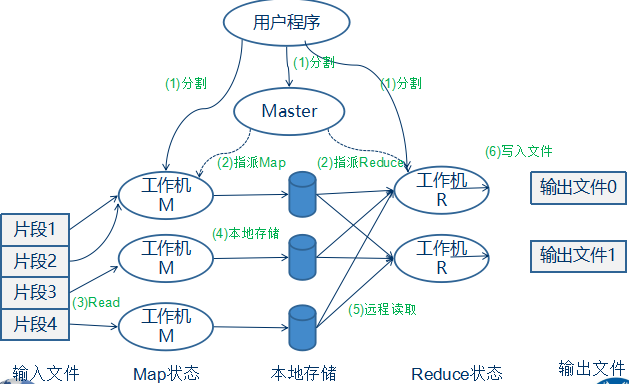 用户程序
(1)分割
(1)分割
(1)分割
Master
(2)指派Map
(2)指派Reduce
(6)写入文件
工作机
M
工作机
R
输出文件0
片段1
片段2
片段3
片段4
(4)本地存储
工作机
M
工作机
R
输出文件1
(3)Read
工作机
M
(5)远程读取
输入文件
Map状态
本地存储
Reduce状态
输出文件